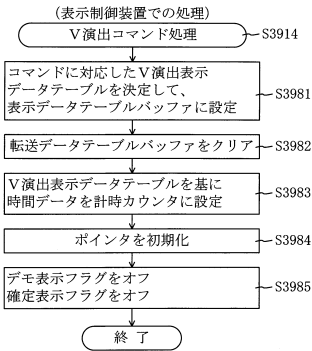 (表示制御装置での処理)
V演出コマンド処理
S3914
コマンドに対応したV演出表示
データテーブルを決定して、
表示データテーブルバッファに設定
S3981
転送データテーブルバッファをクリア
S3982
V演出表示データテーブルを基に
時間データを計時カウンタに設定
S3983
ポインタを初期化
S3984
デモ表示フラグをオフ
確定表示フラグをオフ
S3985
終了